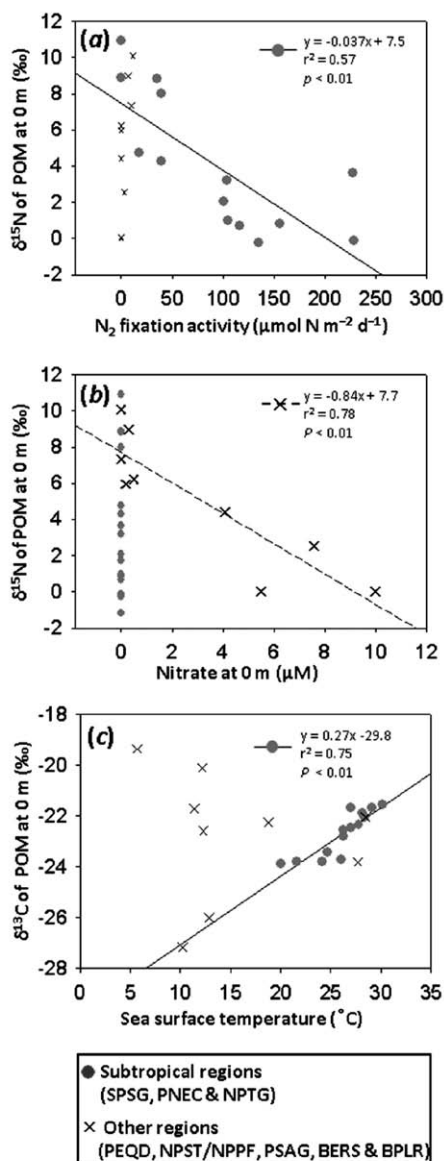 (a)
y = -0.037x + 7.5
r² = 0.57
p < 0.01
12
10
8
6
4
2
0
-2
δ¹⁵N of POM at 0 m (‰)
0 50 100 150 200 250 300
N₂ fixation activity (μmol N m⁻² d⁻¹)
(b)
y = -0.84x + 7.7
r² = 0.78
P < 0.01
12
10
8
6
4
2
0
-2
δ¹⁵N of POM at 0 m (‰)
0 2 4 6 8 10 12
Nitrate at 0 m (μM)
(c)
y = 0.27x -29.8
r² = 0.75
P < 0.01
-18
-20
-22
-24
-26
-28
δ¹³C of POM at 0 m (‰)
0 5 10 15 20 25 30 35
Sea surface temperature (˚C)
Subtropical regions
(SPSG, PNEC & NPTG)
Other regions
(PEQD, NPST/NPPF, PSAG, BERS & BPLR)